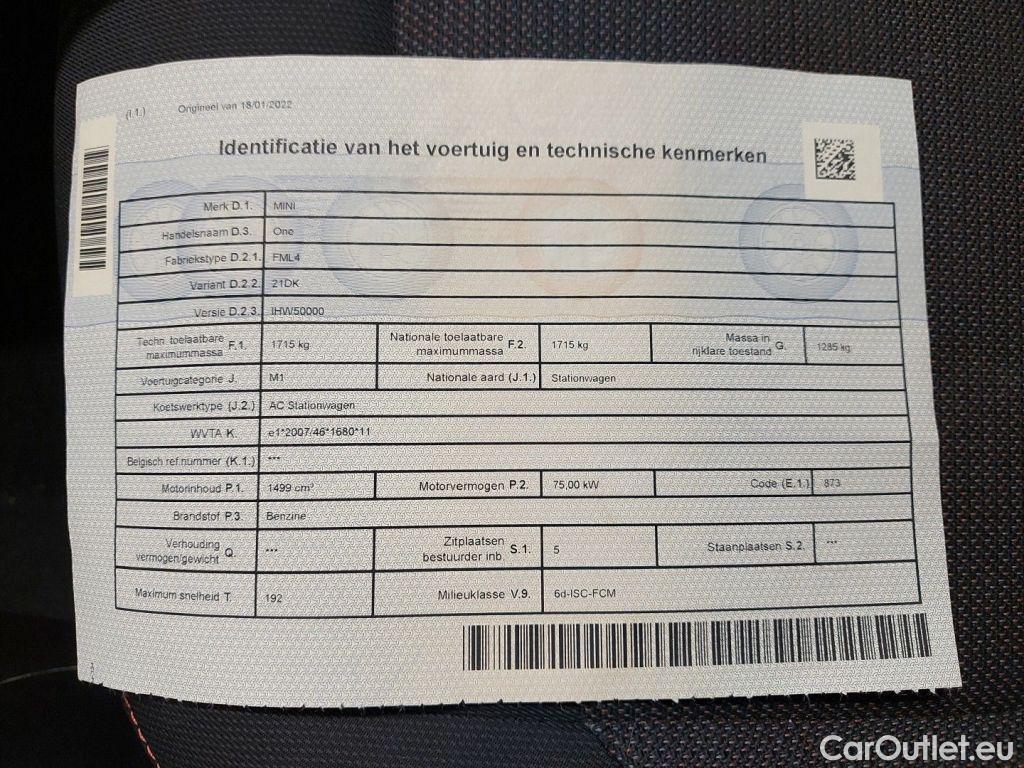 (I.1.) Origineel van 18/01/2022
Identificatie van het voertuig en technische kenmerken
Merk D.1. MINI
Handelsnaam D.3. One
Fabriekstype D.2.1. FML4
Variant D.2.2. 21DK
Versie D.2.3. IHW50000
Techn. toelaatbare maximummassa F.1. 1715 kg Nationale toelaatbare maximummassa F.2. 1715 kg Massa in rijklare toestand G. 1285 kg
Voertuigcategorie J. M1 Nationale aard (J.1.) Stationwagen
Koetswerktype (J.2.) AC Stationwagen
WVTA K. e1*2007/46*1680*11
Belgisch ref.nummer (K.1.) ***
Motorinhoud P.1. 1499 cm³ Motorvermogen P.2. 75,00 kW Code (E.1.) 873
Brandstof P.3. Benzine
Verhouding vermogen/gewicht Q. *** Zitplaatsen bestuurder inb. S.1. 5 Staanplaatsen S.2. ***
Maximum snelheid T. 192 Milieuklasse V.9. 6d-ISC-FCM
CarOutlet.eu